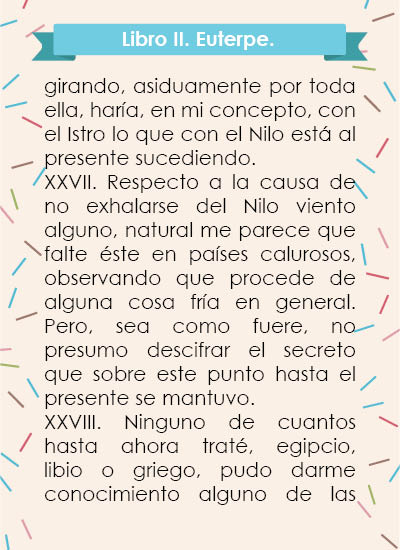 Libro II. Euterpe.
girando, asiduamente por toda
ella, haría, en mi concepto, con
el Istro lo que con el Nilo está al
presente sucediendo.
XXVII. Respecto a la causa de
no exhalarse del Nilo viento
alguno, natural me parece que
falte éste en países calurosos,
observando que procede de
alguna cosa fría en general.
Pero, sea como fuere, no
presumo descifrar el secreto
que sobre este punto hasta el
presente se mantuvo.
XXVIII. Ninguno de cuantos
hasta ahora traté, egipcio,
libio o griego, pudo darme
conocimiento alguno de las